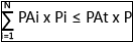 N
∑ PAi x Pi ≤ PAt x P
i=1